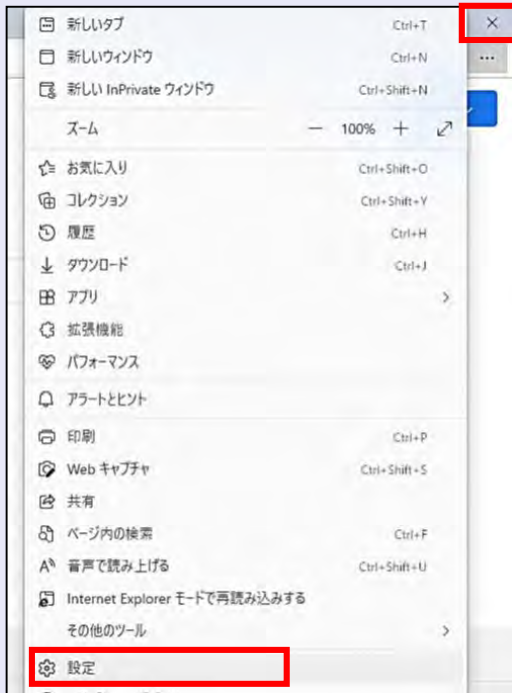 新しいタブ Ctrl+T
新しいウィンドウ Ctrl+N
新しい InPrivate ウィンドウ Ctrl+Shift+N
ズーム — 100% +
お気に入り Ctrl+Shift+O
コレクション Ctrl+Shift+Y
履歴 Ctrl+H
ダウンロード Ctrl+J
アプリ
拡張機能
パフォーマンス
アラートとヒント
印刷 Ctrl+P
Web キャプチャ Ctrl+Shift+S
共有
ページ内の検索 Ctrl+F
音声で読み上げる Ctrl+Shift+U
Internet Explorer モードで再読み込みする
その他のツール
設定